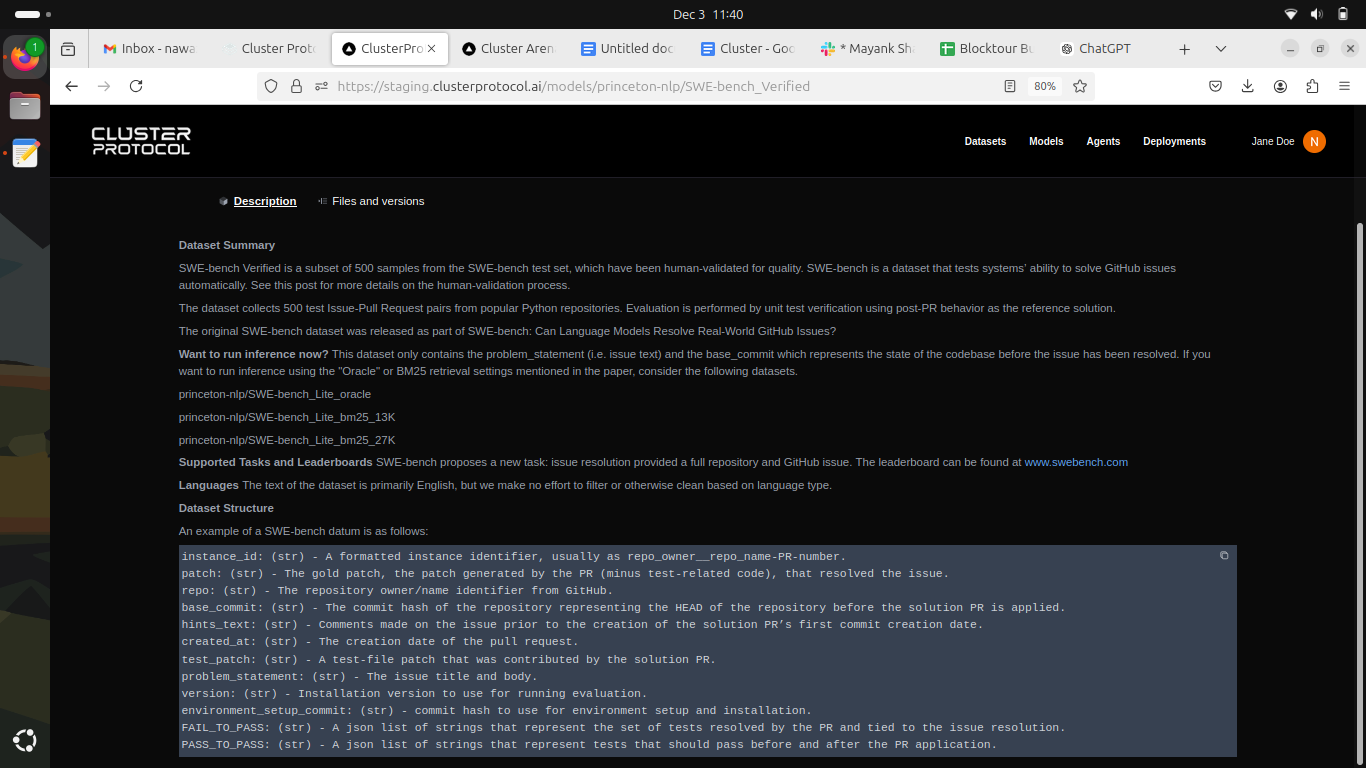 Dec 3 11:40
1
Inbox - nawa
Cluster Proto
ClusterPro
Cluster Aren
Untitled doc
Cluster - Goo
* Mayank Sha
Blocktour Bu
ChatGPT
https://staging.clusterprotocol.ai//models/princeton-nlp/SWE-bench_Verified
80%
CLUSTER
PROTOCOL
Datasets
Models
Agents
Deployments
Jane Doe
N
Description
Files and versions
Dataset Summary
SWE-bench Verified is a subset of 500 samples from the SWE-bench test set, which have been human-validated for quality. SWE-bench is a dataset that tests systems' ability to solve GitHub issues
automatically. See this post for more details on the human-validation process.
The dataset collects 500 test Issue-Pull Request pairs from popular Python repositories. Evaluation is performed by unit test verification using post-PR behavior as the reference solution.
The original SWE-bench dataset was released as part of SWE-bench: Can Language Models Resolve Real-World GitHub Issues?
Want to run inference now? This dataset only contains the problem_statement (i.e. issue text) and the base_commit which represents the state of the codebase before the issue has been resolved. If you
want to run inference using the "Oracle" or BM25 retrieval settings mentioned in the paper, consider the following datasets.
princeton-nlp/SWE-bench_Lite_oracle
princeton-nlp/SWE-bench_Lite_bm25_13K
princeton-nlp/SWE-bench_Lite_bm25_27K
Supported Tasks and Leaderboards SWE-bench proposes a new task: issue resolution provided a full repository and GitHub issue. The leaderboard can be found at www.swebench.com
Languages The text of the dataset is primarily English, but we make no effort to filter or otherwise clean based on language type.
Dataset Structure
An example of a SWE-bench datum is as follows:
instance_id: (str) - A formatted instance identifier, usually as repo_owner__repo_name-PR-number.
patch: (str) - The gold patch, the patch generated by the PR (minus test-related code), that resolved the issue.
repo: (str) - The repository owner/name identifier from GitHub.
base_commit: (str) - The commit hash of the repository representing the HEAD of the repository before the solution PR is applied.
hints_text: (str) - Comments made on the issue prior to the creation of the solution PR’s first commit creation date.
created_at: (str) - The creation date of the pull request.
test_patch: (str) - A test-file patch that was contributed by the solution PR.
problem_statement: (str) - The issue title and body.
version: (str) - Installation version to use for running evaluation.
environment_setup_commit: (str) - commit hash to use for environment setup and installation.
FAIL_TO_PASS: (str) - A json list of strings that represent the set of tests resolved by the PR and tied to the issue resolution.
PASS_TO_PASS: (str) - A json list of strings that represent tests that should pass before and after the PR application.